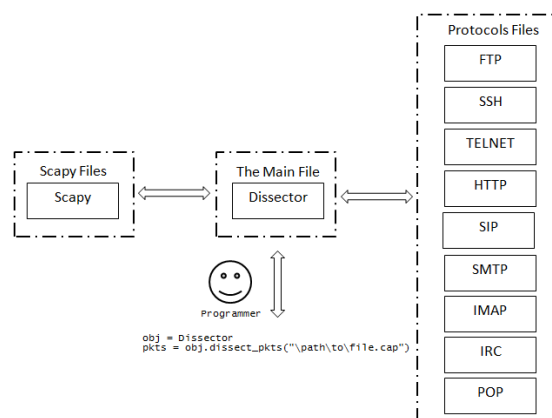 Protocols Files
FTP
SSH
TELNET
HTTP
SIP
SMTP
IMAP
IRC
POP
Scapy Files
Scapy
The Main File
Dissector
Programmer
obj = Dissector
pkts = obj.dissect_pkts("\path\to\file.cap")